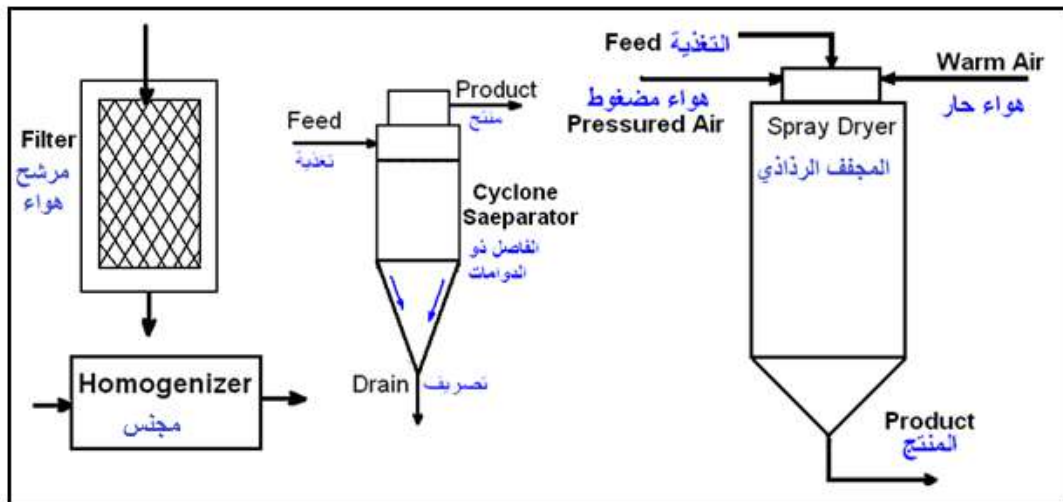 Filter
مرشح
هواء
Homogenizer
مجنس
Feed
تغذية
Product
منتج
Cyclone
Saeparator
الفاصل ذو
الدوامات
Drain تصريف
Feed التغذية
هواء مضغوط
Pressured Air
Warm Air
هواء حار
Spray Dryer
المجفف الرذاذي
Product
المنتج